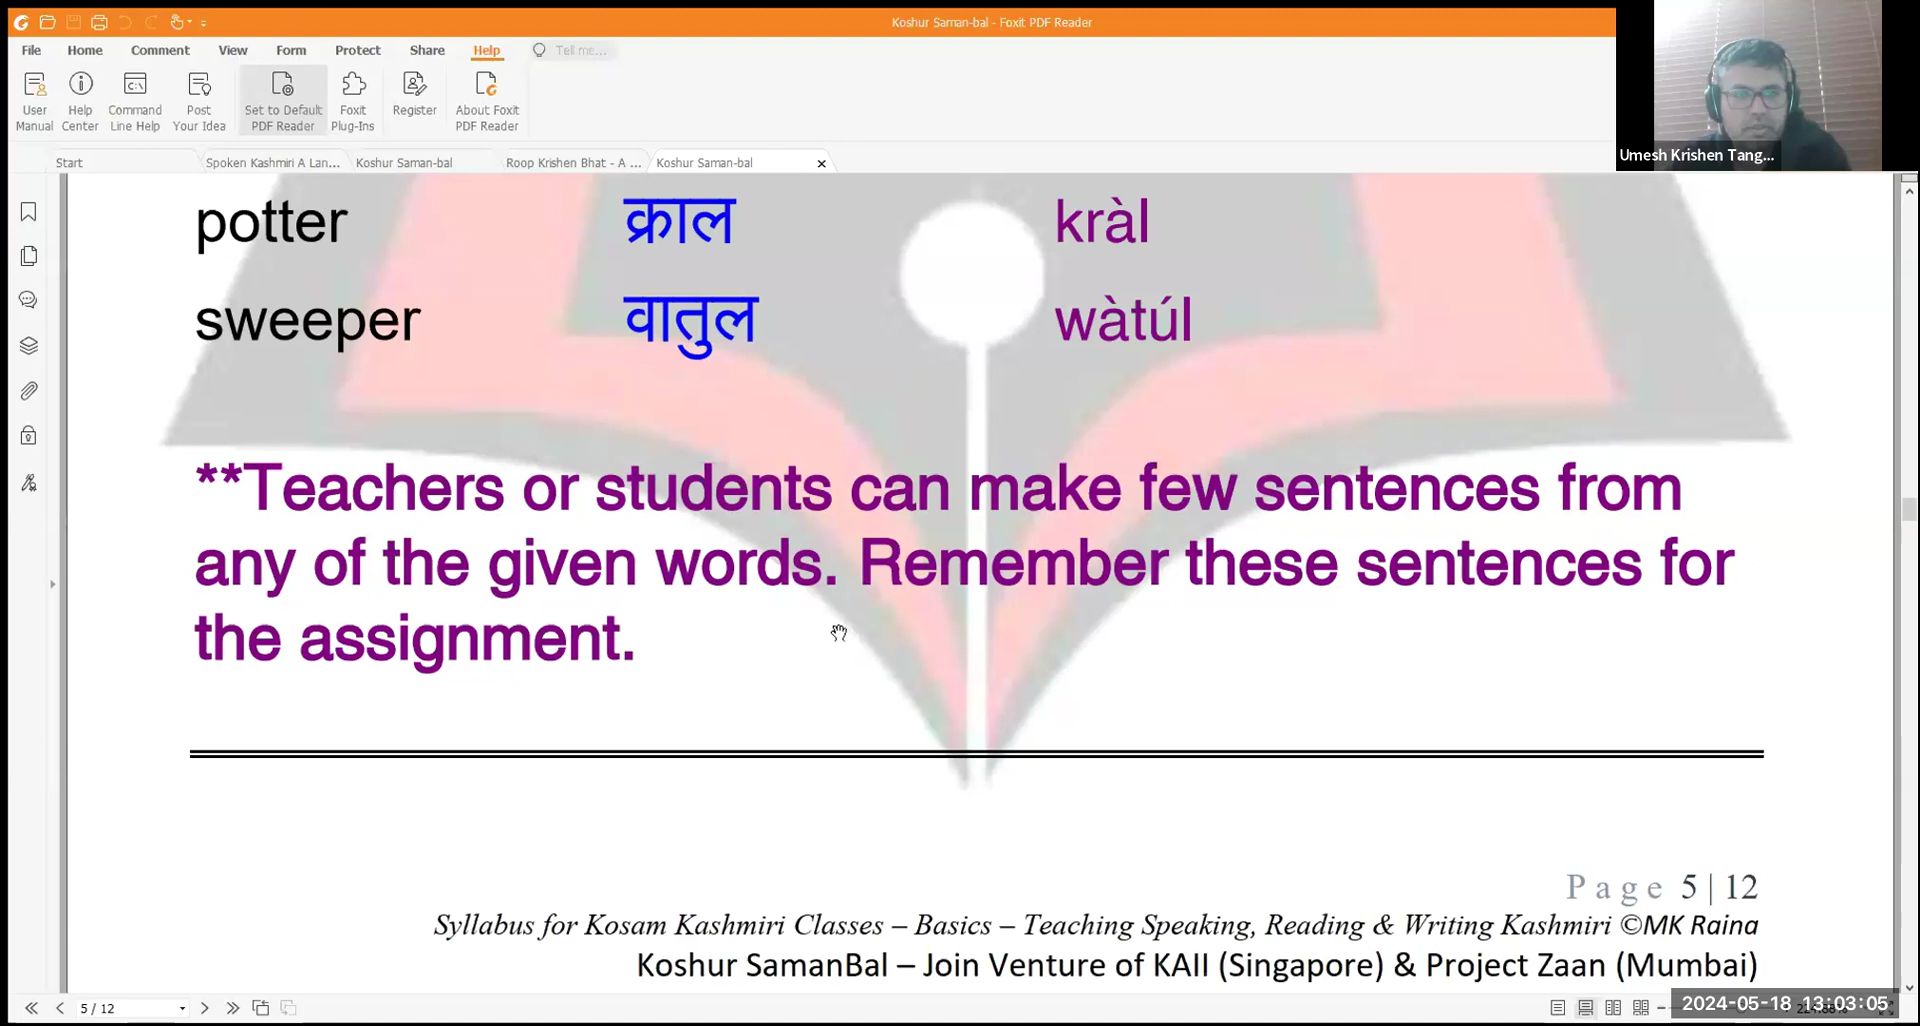 Koshur Saman-bal - Foxit PDF Reader
File Home Comment View Form Protect Share Help Tell me...
User Manual Help Center Command Line Help Post Your Idea Set to Default PDF Reader Foxit Plug-Ins Register About Foxit PDF Reader
Umesh Krishen Tang...
Start Spoken Kashmiri A Lan... Koshur Saman-bal Roop Krishen Bhat - A ... Koshur Saman-bal
potter क्राल kràl
sweeper वातुल wàtúl
**Teachers or students can make few sentences from
any of the given words. Remember these sentences for
the assignment.
Page 5 | 12
Syllabus for Kosam Kashmiri Classes – Basics – Teaching Speaking, Reading & Writing Kashmiri ©MK Raina
Koshur SamanBal – Join Venture of KAII (Singapore) & Project Zaan (Mumbai)
5 / 12
2024-05-18 13:03:05